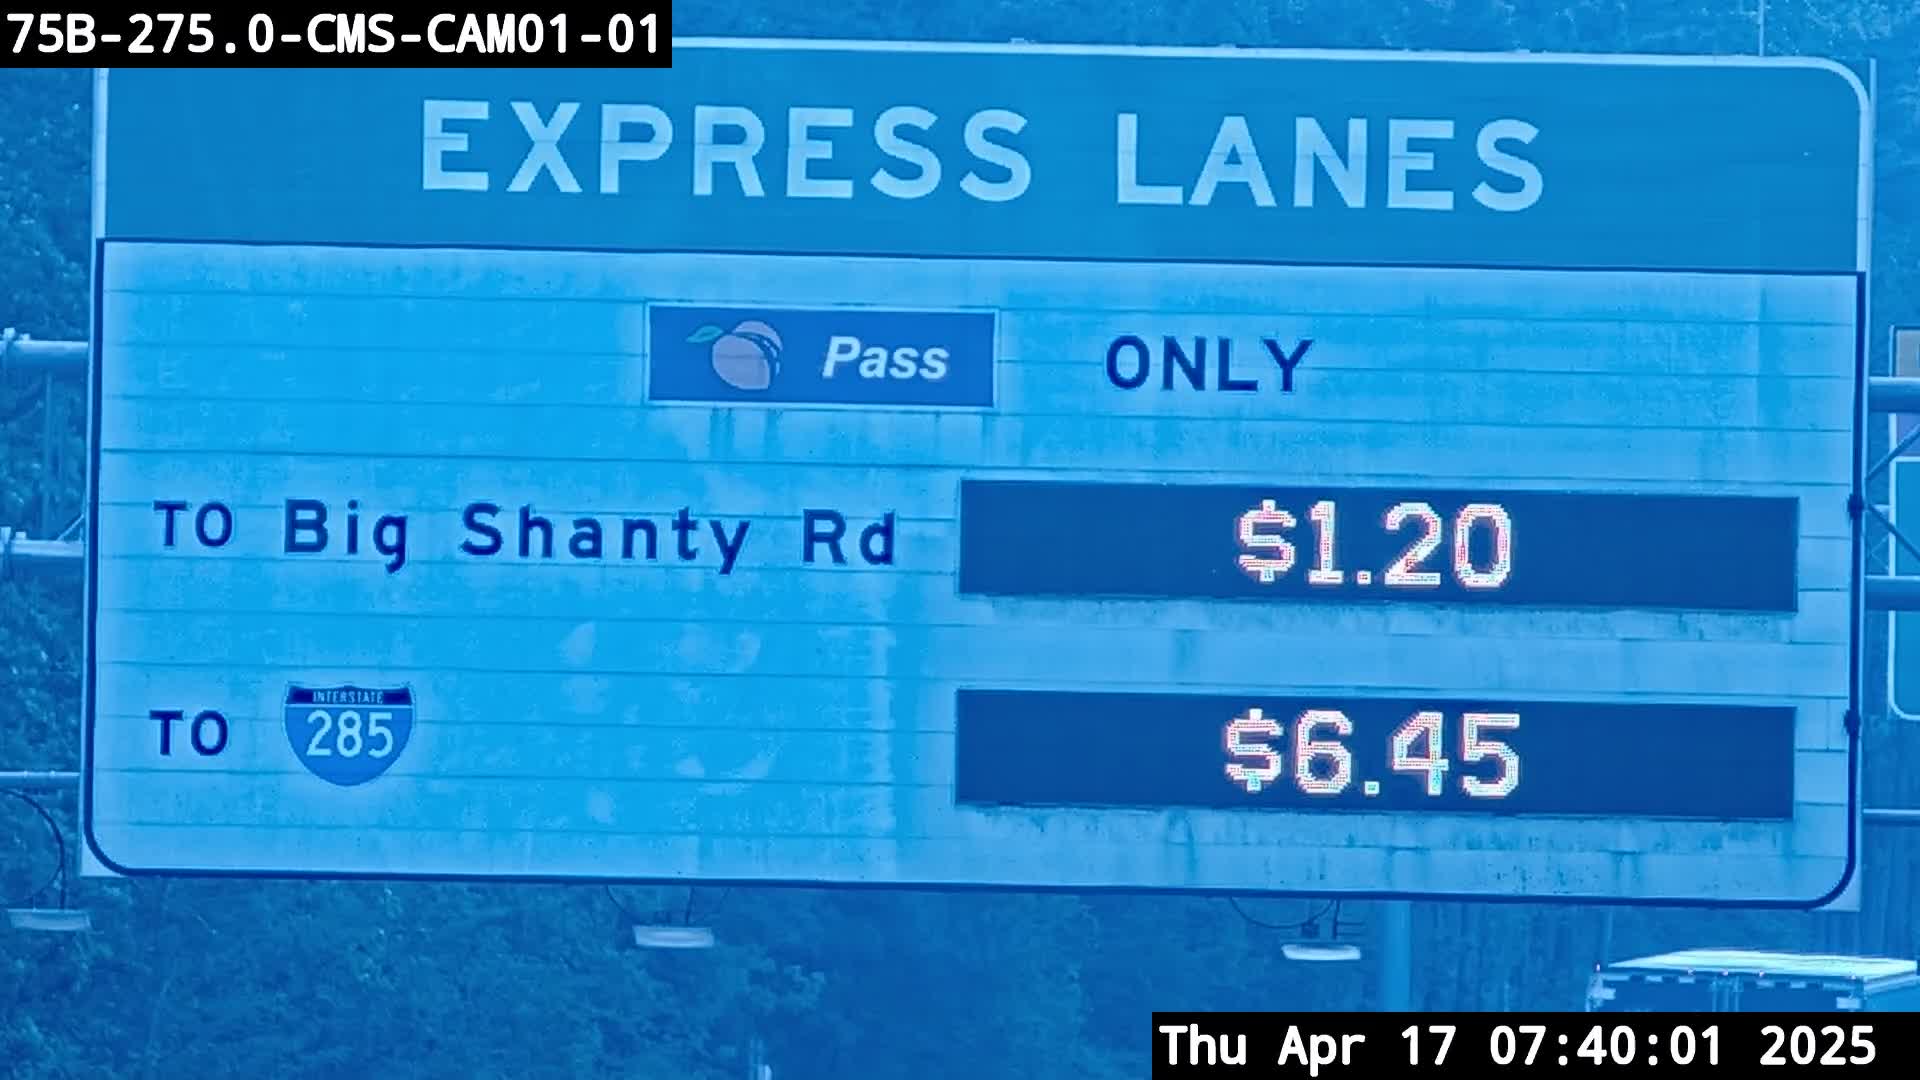 75B-275.0-CMS-CAM01-01
EXPRESS LANES
Pass ONLY
TO Big Shanty Rd $1.20
INTERSTATE
TO 285 $6.45
Thu Apr 17 07:40:01 2025